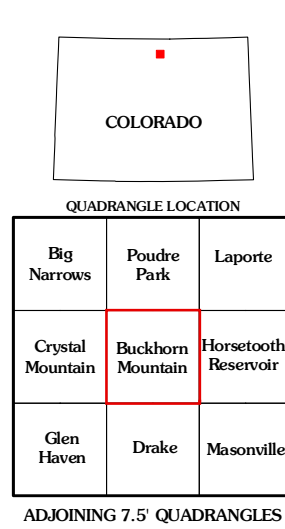 COLORADO
QUADRANGLE LOCATION
Big
Narrows
Poudre
Park
Laporte
Crystal
Mountain
Buckhorn
Mountain
Horsetooth
Reservoir
Glen
Haven
Drake
Masonville
ADJOINING 7.5' QUADRANGLES